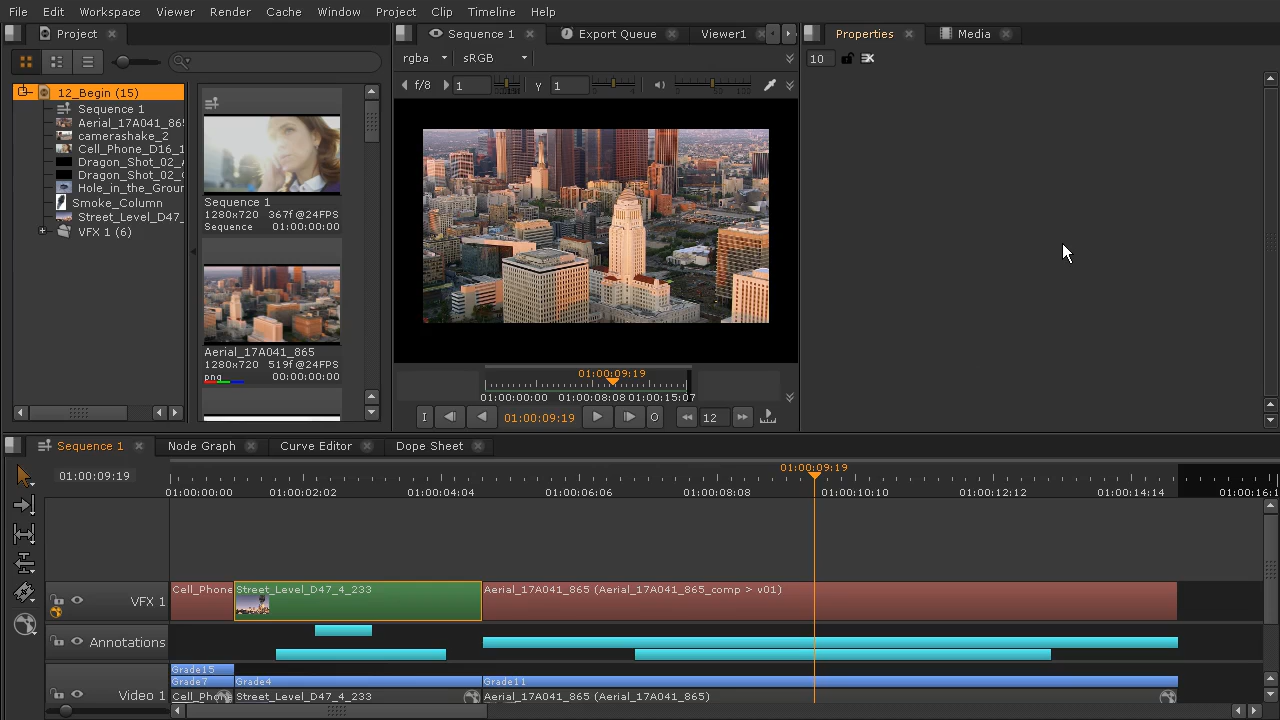 File Edit Workspace Viewer Render Cache Window Project Clip Timeline Help
Project
Sequence 1 Export Queue Viewer1
Properties Media
rgba sRGB
10
f/8 1 y 1
12_Begin (15)
Sequence 1
Aerial_17A041_86
camerashake_2
Cell_Phone_D16_1
Dragon_Shot_02_
Dragon_Shot_02_
Hole_in_the_Grour
Smoke_Column
Street_Level_D47_
VFX 1 (6)
Sequence 1
1280x720 367f@24FPS
Sequence 01:00:00:00
Aerial_17A041_865
1280x720 519f@24FPS
png 00:00:00:00
01:00:09:19
01:00:00:00 01:00:08:08 01:00:15:07
I 01:00:09:19 O 12
Sequence 1 Node Graph Curve Editor Dope Sheet
01:00:09:19
01:00:09:19
01:00:00:00 01:00:02:02 01:00:04:04 01:00:06:06 01:00:08:08 01:00:10:10 01:00:12:12 01:00:14:14 01:00:16:1
VFX 1
Cell_Phone Street_Level_D47_4_233 Aerial_17A041_865 (Aerial_17A041_865_comp > v01)
Annotations
Grade15
Grade7 Grade4 Grade11
Video 1
Cell_Phone Street_Level_D47_4_233 Aerial_17A041_865 (Aerial_17A041_865)